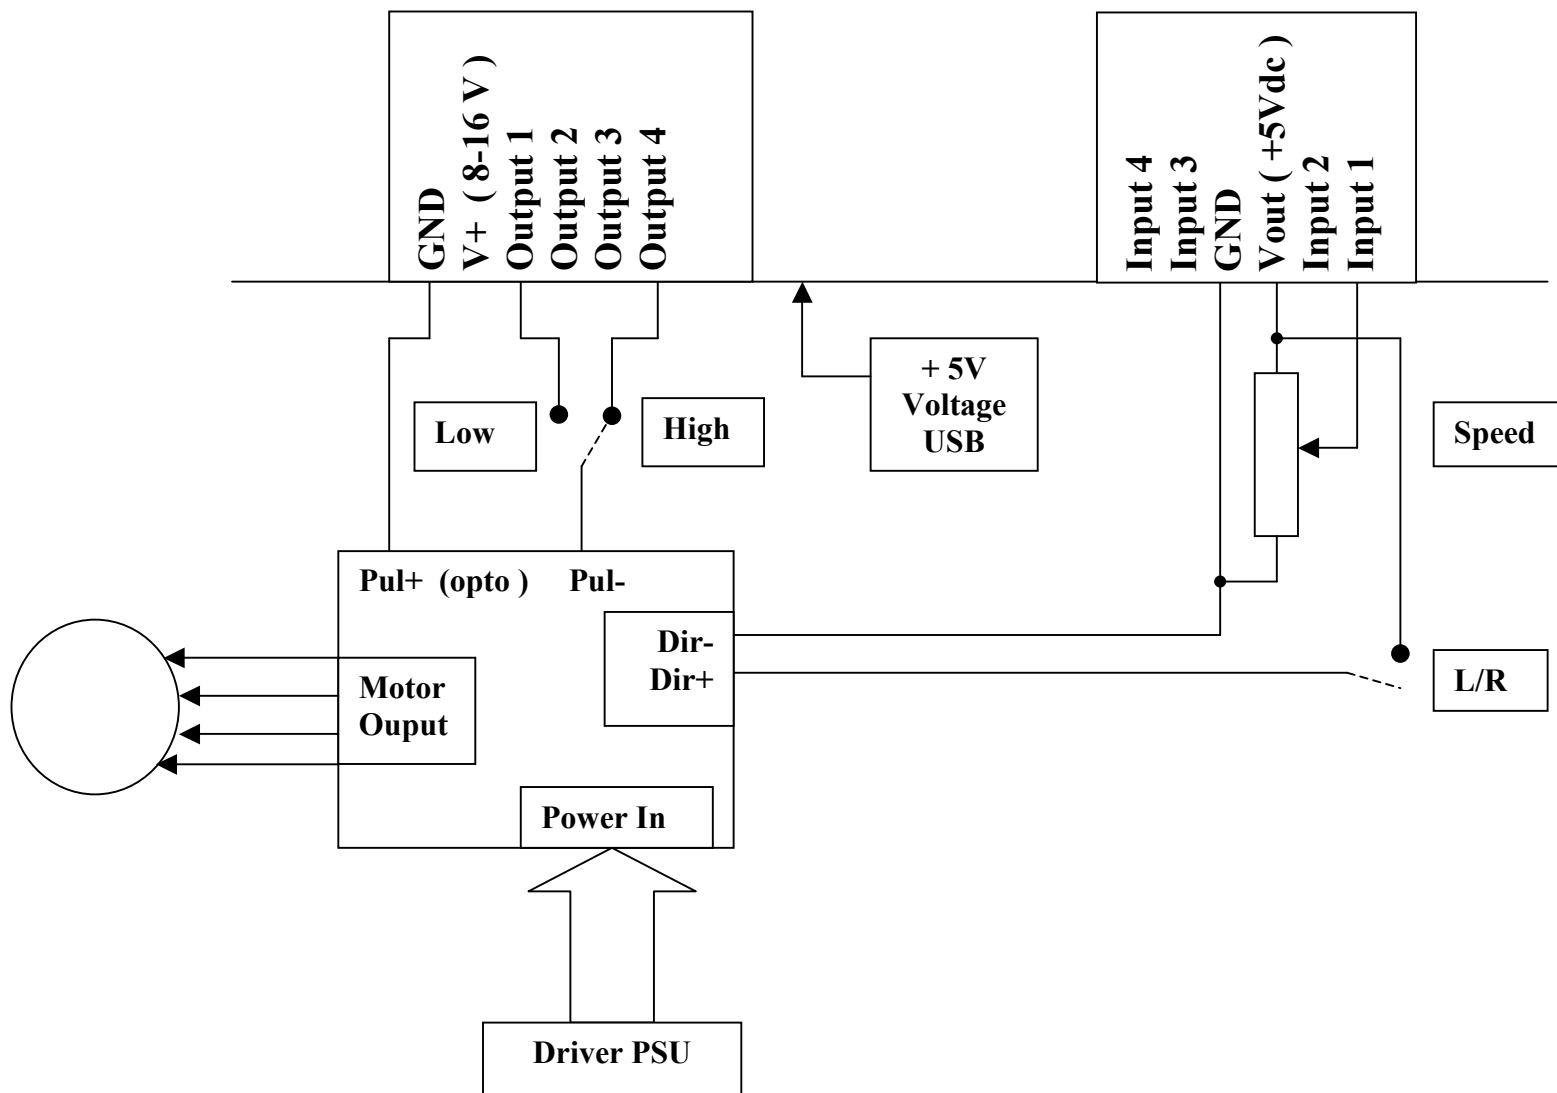 GND
V+ ( 8-16 V )
Output 1
Output 2
Output 3
Output 4
Input 4
Input 3
GND
Vout ( +5Vdc )
Input 2
Input 1
Low
High
+ 5V
Voltage
USB
Speed
Pul+ (opto ) Pul-
Dir-
Dir+
L/R
Motor
Ouput
Power In
Driver PSU